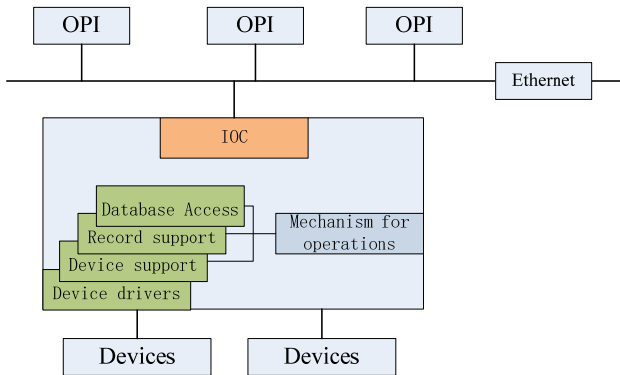 OPI
OPI
OPI
Ethernet
IOC
Database Access
Record support
Device support
Device drivers
Mechanism for
operations
Devices
Devices